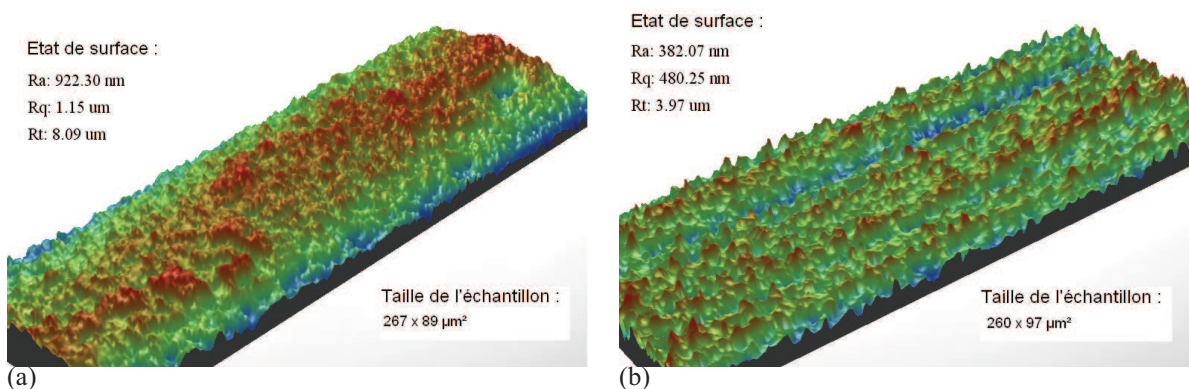 Etat de surface :
Ra: 922.30 nm
Rq: 1.15 um
Rt: 8.09 um
Taille de l'échantillon :
267 x 89 µm²
(a)
Etat de surface :
Ra: 382.07 nm
Rq: 480.25 nm
Rt: 3.97 um
Taille de l'échantillon :
260 x 97 µm²
(b)